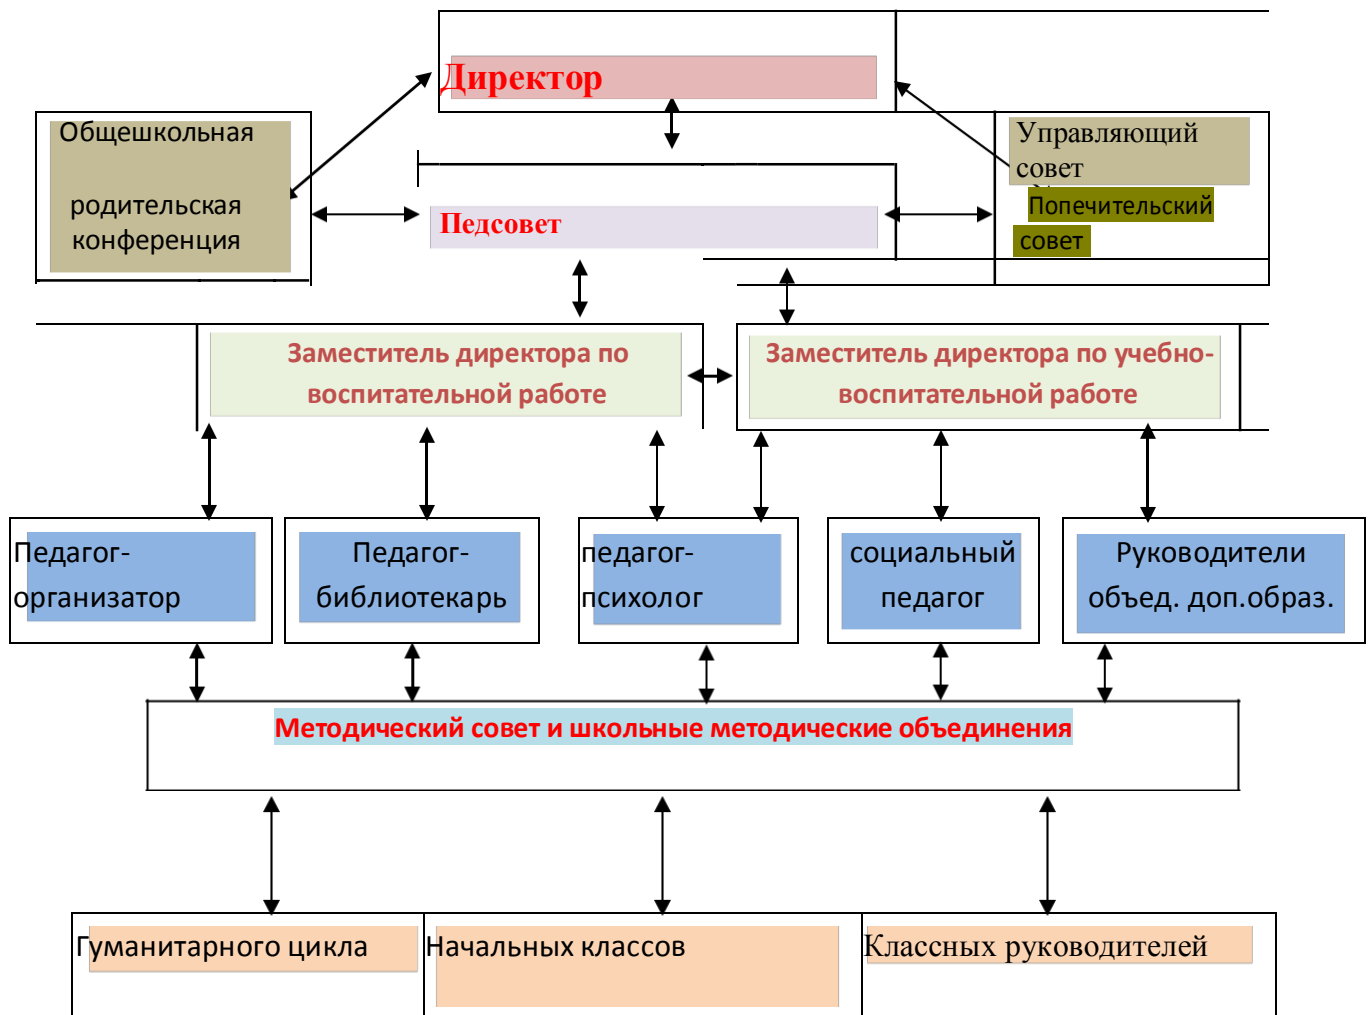 Директор
Общешкольная
родительская
конференция
Управляющий
совет
Попечительский
совет
Педсовет
Заместитель директора по
воспитательной работе
Заместитель директора по учебно-
воспитательной работе
Педагог-
организатор
Педагог-
библиотекарь
педагог-
психолог
социальный
педагог
Руководители
объед. доп.образ.
Методический совет и школьные методические объединения
Гуманитарного цикла
Начальных классов
Классных руководителей